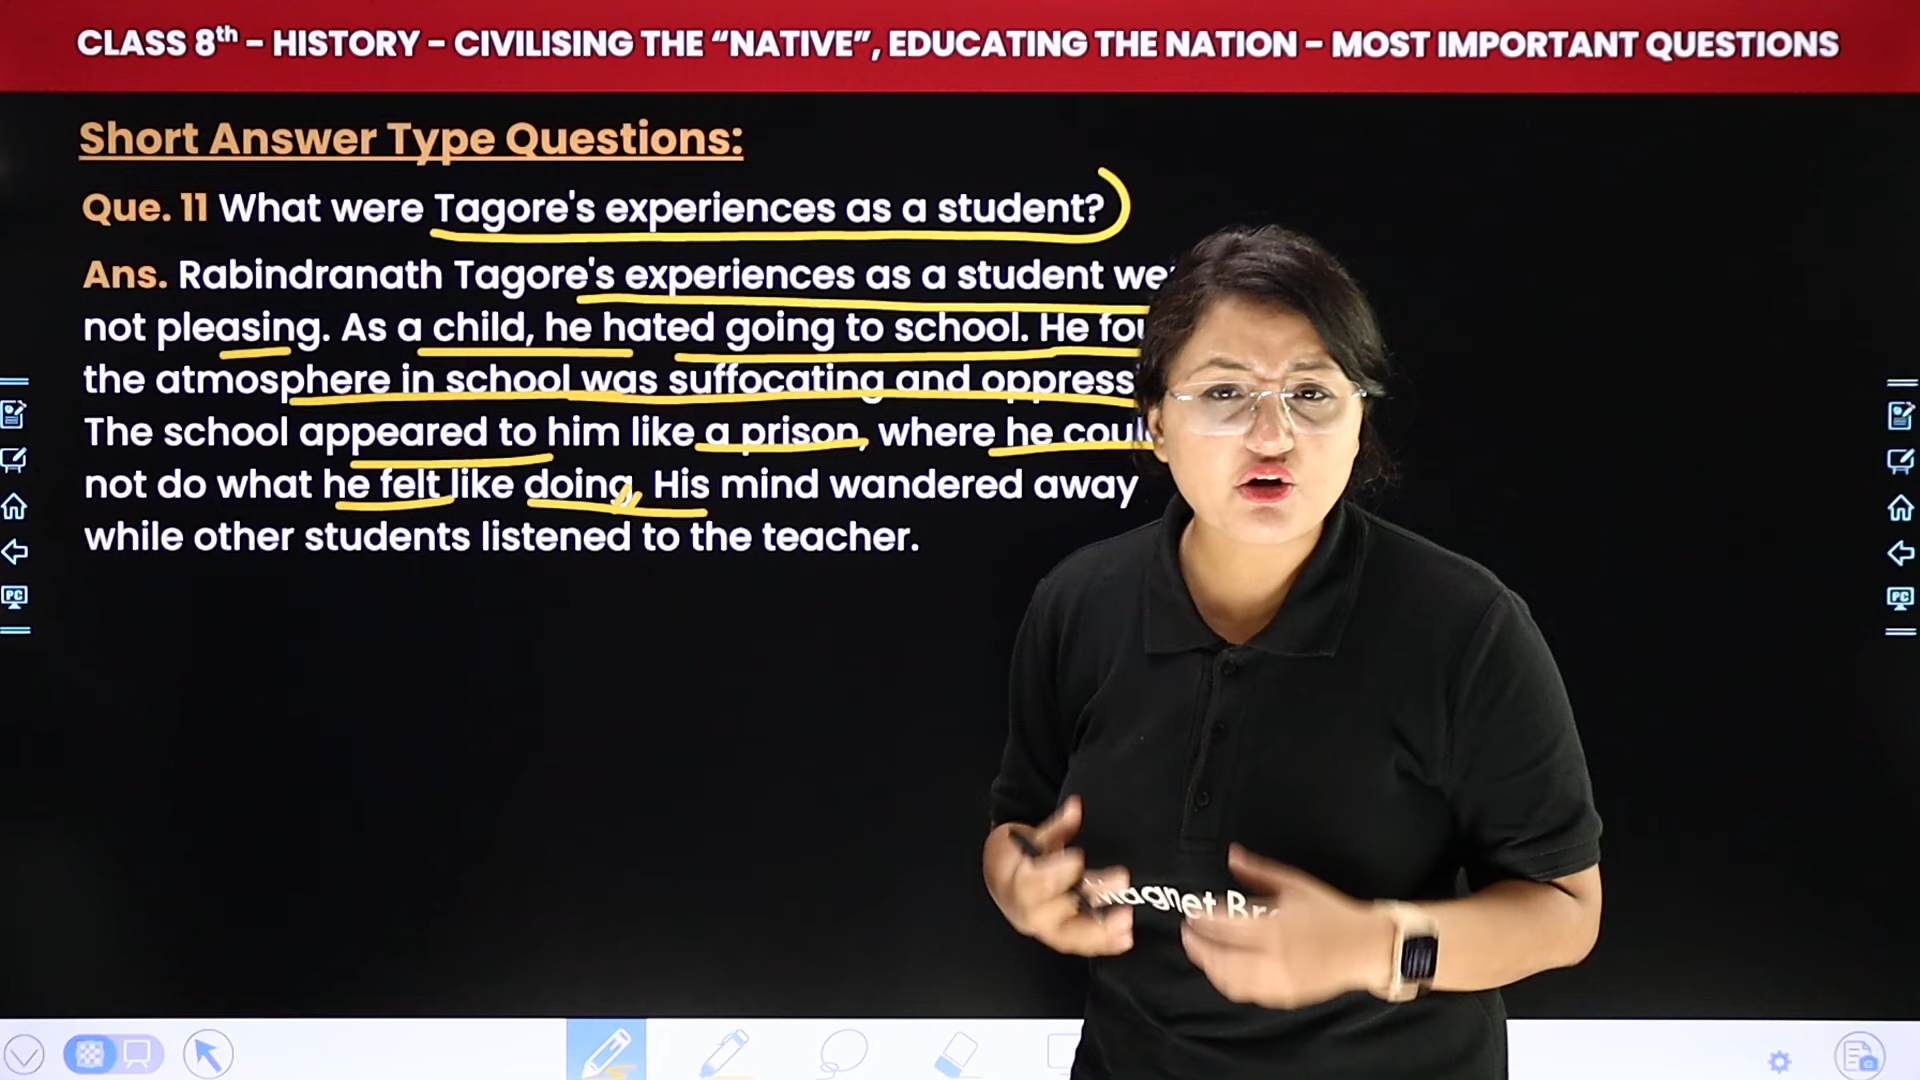 CLASS 8th - HISTORY - CIVILISING THE “NATIVE”, EDUCATING THE NATION - MOST IMPORTANT QUESTIONS
Short Answer Type Questions:
Que. 11 What were Tagore's experiences as a student?
Ans. Rabindranath Tagore's experiences as a student
not pleasing. As a child, he hated going to school. He
the atmosphere in school was suffocating and
The school appeared to him like a prison, where he
not do what he felt like doing, His mind wandered away
while other students listened to the teacher.
PC
PC
Magnet